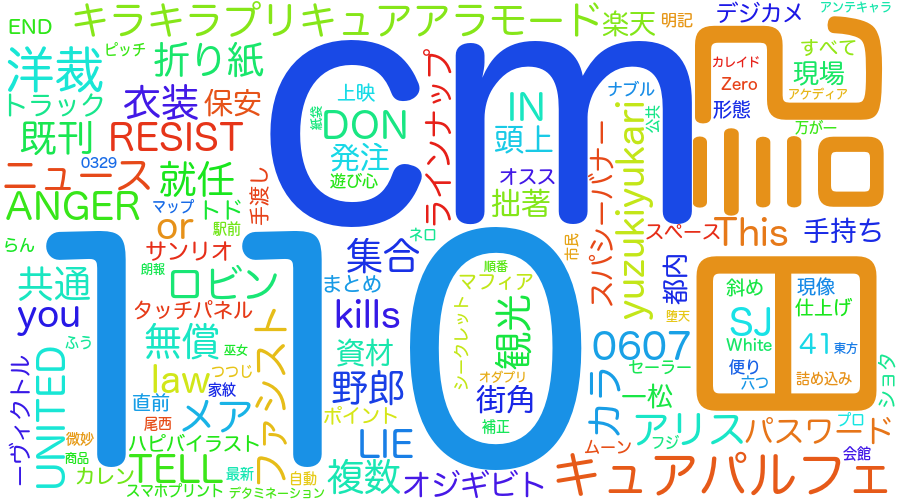 END
キラキラプリキュアアラモード
楽天
明記
デジカメ
アンテキャラ
ピッチ
洋裁
折り紙
cm
上映
紙袋
DON
発注
遊び心
ラインナップ
IN
頭上
オスス
拙著
ナブル
公共
スパシーバナー
yuzukiyukari
カレイド
Zero
形態
すべて
現場
アケディア
万が一
トラック
衣装
保安
既刊
RESIST
ニュース
0329
就任
手渡し
ANGER
マップ
トド
or
駅前
スペース
This
手持ち
らん
サンリオ
朗報
共通
ロビン
集合
ネロ
まとめ
110
順番
マフィア
シークレット
観光
オダプリ
街角
補正
市民
都内
堕天
斜め
SJ
White
便り
六つ
現像
仕上げ
41
東方
詰め込み
you
タッチパネル
kills
ふう
無償
巫女
資材
0607
セーラー
ーヴィクトル
UNITED
law
つつじ
家紋
ファシスト
野郎
カラ
一松
ショタ
直前
尾西
メア
ポイント
アリス
フジ
パスワード
プロ
微妙
商品
ハピバイラスト
LIE
ムーン
会館
カレン
TELL
最新
自動
複数
オジギビト
キュアパルフェ
スマホプリント
デタミネーション